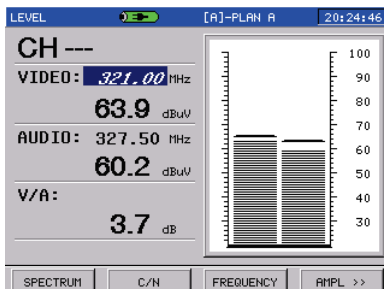 LEVEL [A]-PLAN A 20:24:46
CH ---
VIDEO: 321.00 MHz
63.9 dBuV
AUDIO: 327.50 MHz
60.2 dBuV
V/A:
3.7 dB
100
90
80
70
60
50
40
30
SPECTRUM C/N FREQUENCY AMPL >>